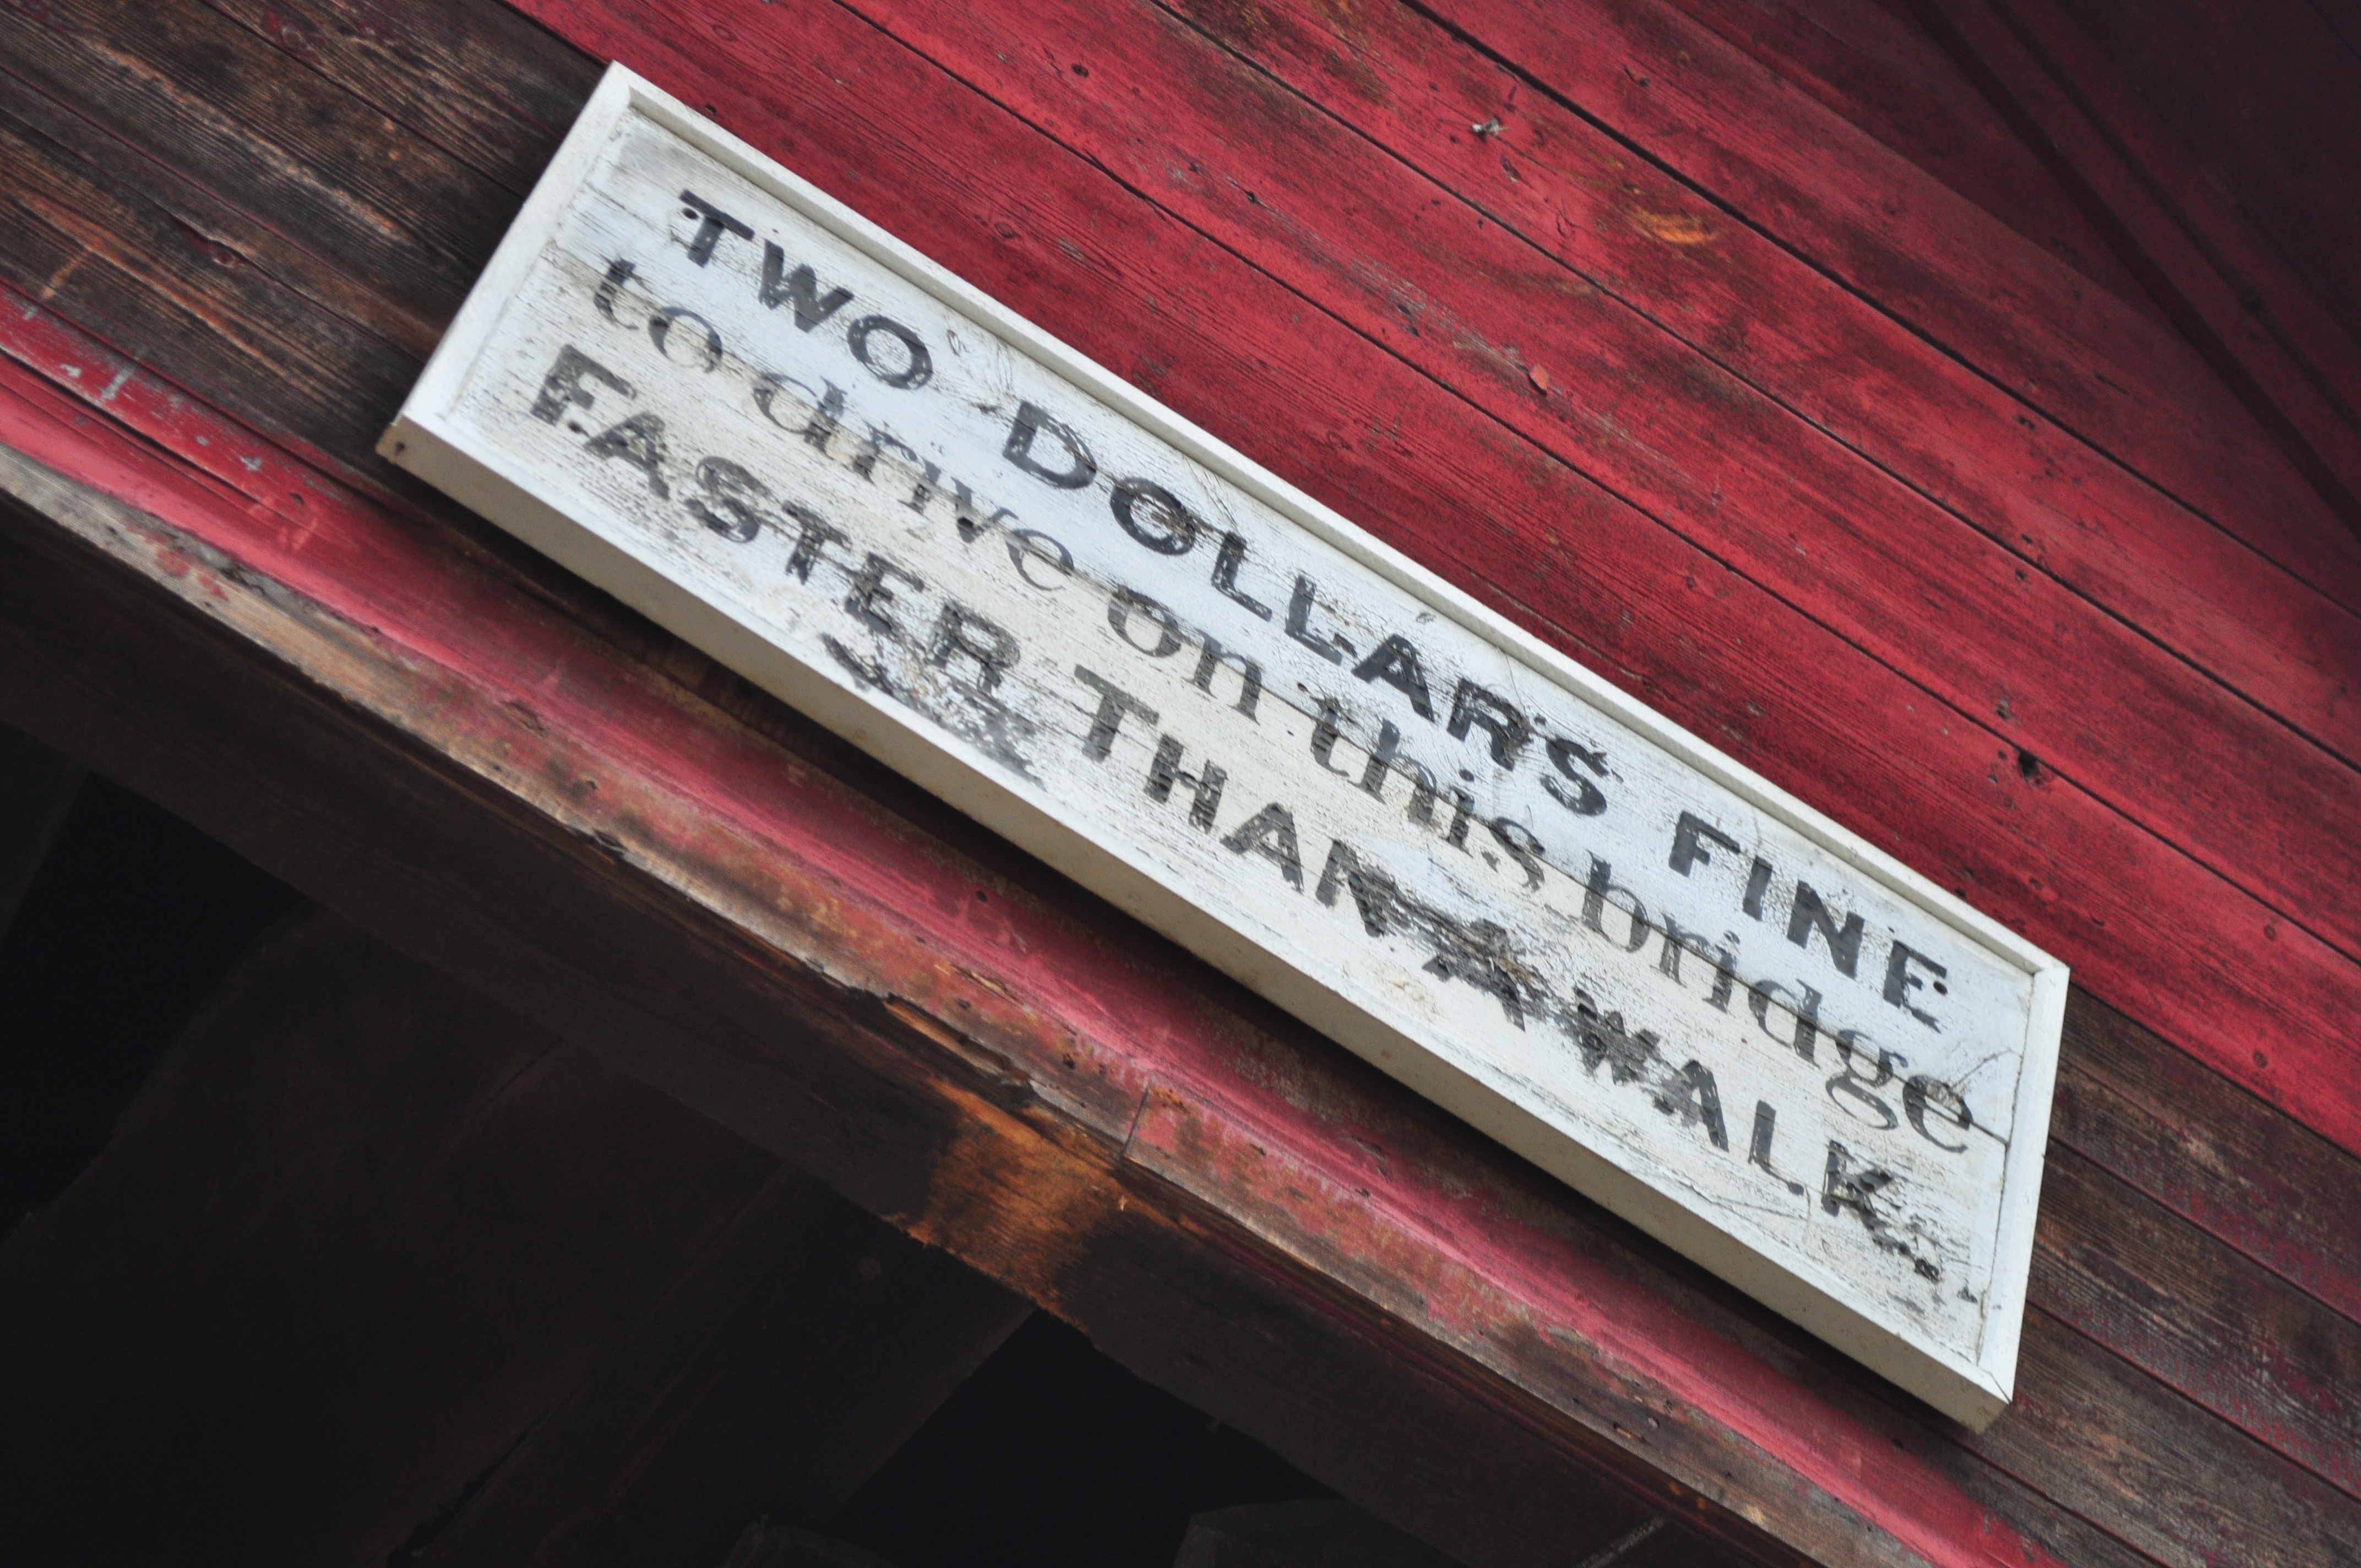 TWO DOLLARS FINE
to drive on this bridge
FASTER THAN A WALK.